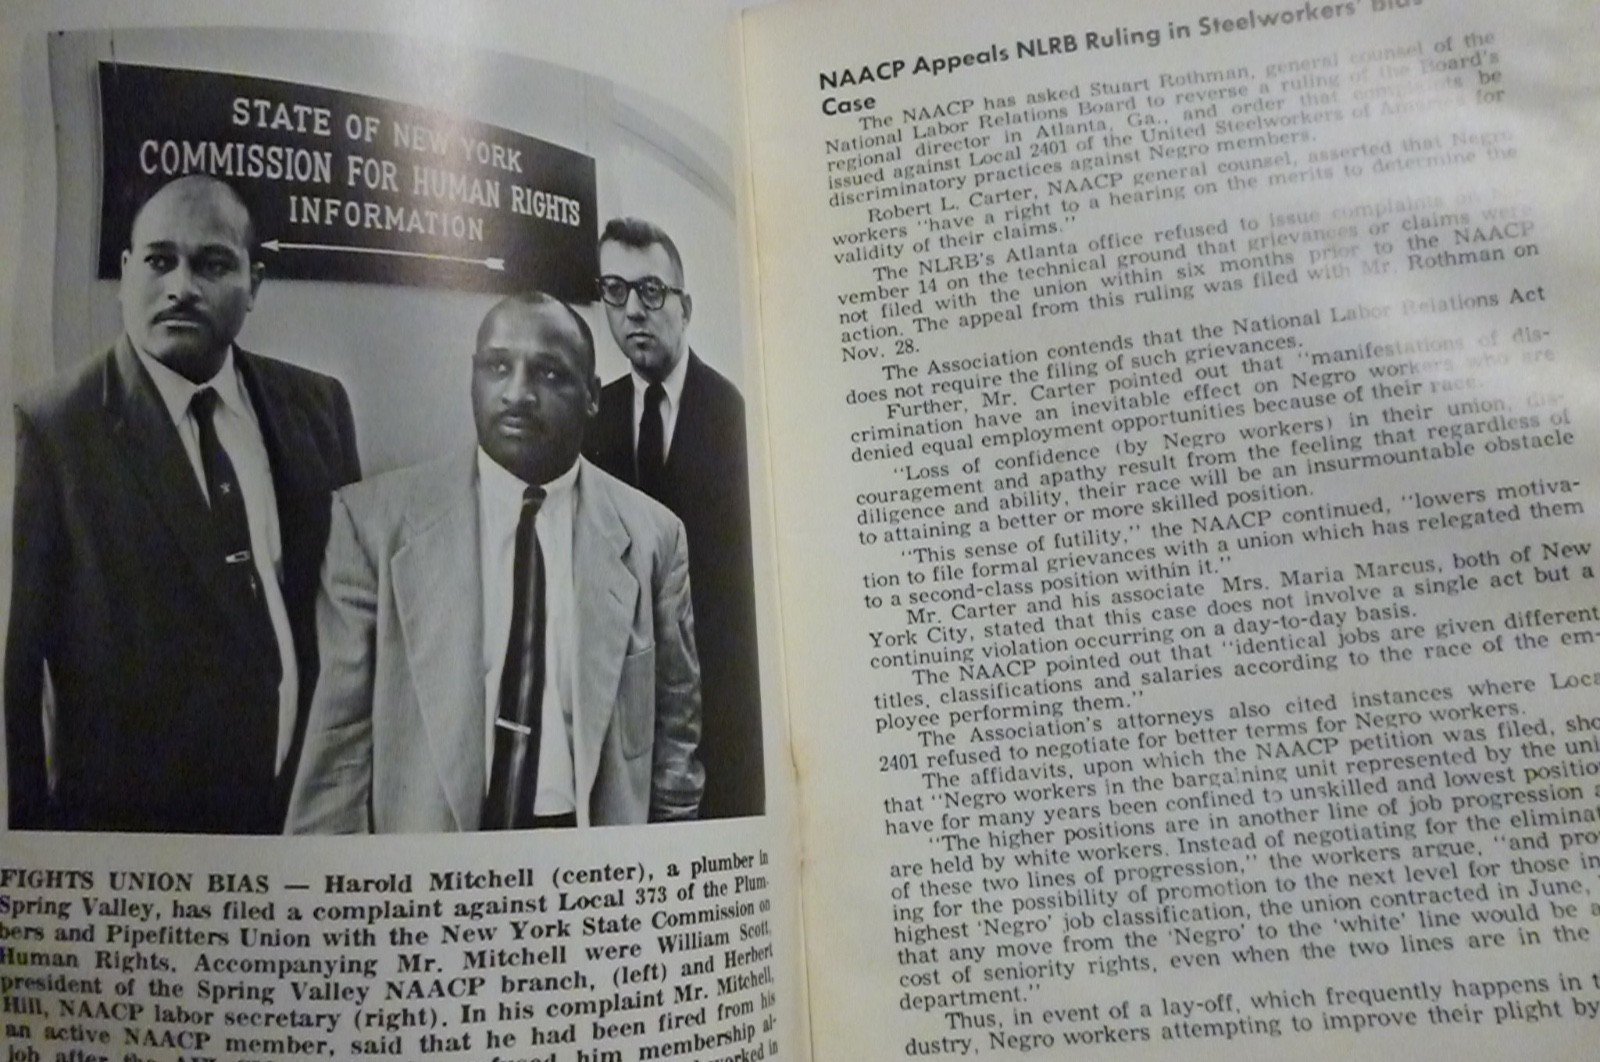 STATE OF NEW YORK
COMMISSION FOR HUMAN RIGHTS
INFORMATION
FIGHTS UNION BIAS — Harold Mitchell (center), a plumber in
Spring Valley, has filed a complaint against Local 373 of the Plum-
bers and Pipefitters Union with the New York State Commission on
Human Rights. Accompanying Mr. Mitchell were William Scott,
president of the Spring Valley NAACP branch, (left) and Herbert
Hill, NAACP labor secretary (right). In his complaint Mr. Mitchell,
an active NAACP member, said that he had been fired from his
job after the him membership al-
worked in
NAACP Appeals NLRB Ruling in Steelworkers' Bias
Case
The NAACP has asked Stuart Rothman, general counsel of the
National Labor Relations Board to reverse a ruling of the Board's
regional director in Atlanta, Ga., and order that complaints be
issued against Local 2401 of the United Steelworkers of America for
discriminatory practices against Negro members.
Robert L. Carter, NAACP general counsel, asserted that Negro
workers "have a right to a hearing on the merits to determine the
validity of their claims."
The NLRB's Atlanta office refused to issue complaints on
vember 14 on the technical ground that grievances or claims were
not filed with the union within six months prior to the NAACP
action. The appeal from this ruling was filed with Mr. Rothman on
Nov. 28.
The Association contends that the National Labor Relations Act
does not require the filing of such grievances.
Further, Mr. Carter pointed out that "manifestations of dis-
crimination have an inevitable effect on Negro workers who are
denied equal employment opportunities because of their race.
"Loss of confidence (by Negro workers) in their union, dis-
couragement and apathy result from the feeling that regardless of
diligence and ability, their race will be an insurmountable obstacle
to attaining a better or more skilled position.
"This sense of futility," the NAACP continued, "lowers motiva-
tion to file formal grievances with a union which has relegated them
to a second-class position within it."
Mr. Carter and his associate Mrs. Maria Marcus, both of New
York City, stated that this case does not involve a single act but a
continuing violation occurring on a day-to-day basis.
The NAACP pointed out that "identical jobs are given different
titles, classifications and salaries according to the race of the em-
ployee performing them."
The Association's attorneys also cited instances where Loca
2401 refused to negotiate for better terms for Negro workers.
The affidavits, upon which the NAACP petition was filed, sho
that "Negro workers in the bargaining unit represented by the uni
have for many years been confined to unskilled and lowest positio
"The higher positions are in another line of job progression a
are held by white workers. Instead of negotiating for the eliminat
of these two lines of progression," the workers argue, "and pro
ing for the possibility of promotion to the next level for those in
highest 'Negro' job classification, the union contracted in June,
that any move from the 'Negro' to the 'white' line would be a
cost of seniority rights, even when the two lines are in the
department."
Thus, in event of a lay-off, which frequently happens in t
dustry, Negro workers attempting to improve their plight by